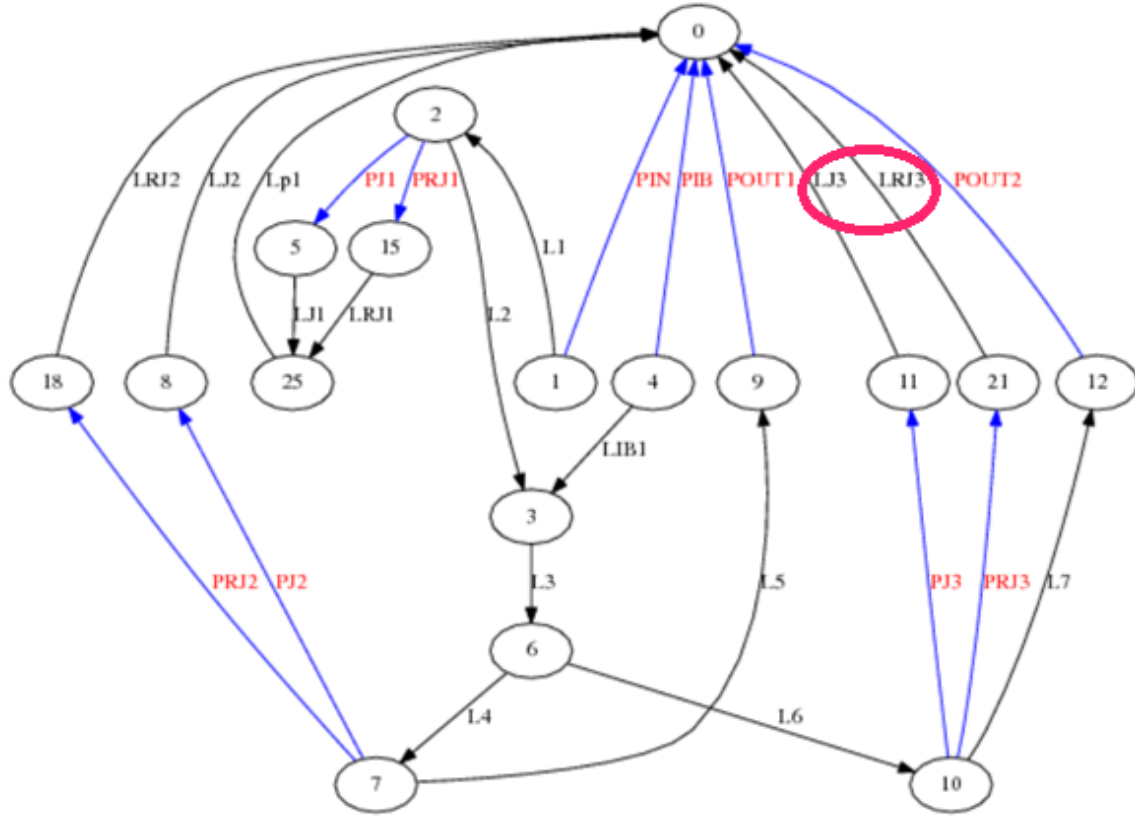 0
2
PJ1 PRJ1 PIN PIB POUT1 LJ3 LRJ3 POUT2
LRJ2 LJ2 Lp1
5 15 L1
LJ1 LRJ1 L2
18 8 25 1 4 9 11 21 12
LIB1
3
PRJ2 PJ2 L3 L5 PJ3 PRJ3 L7
6
L4 L6
7 10